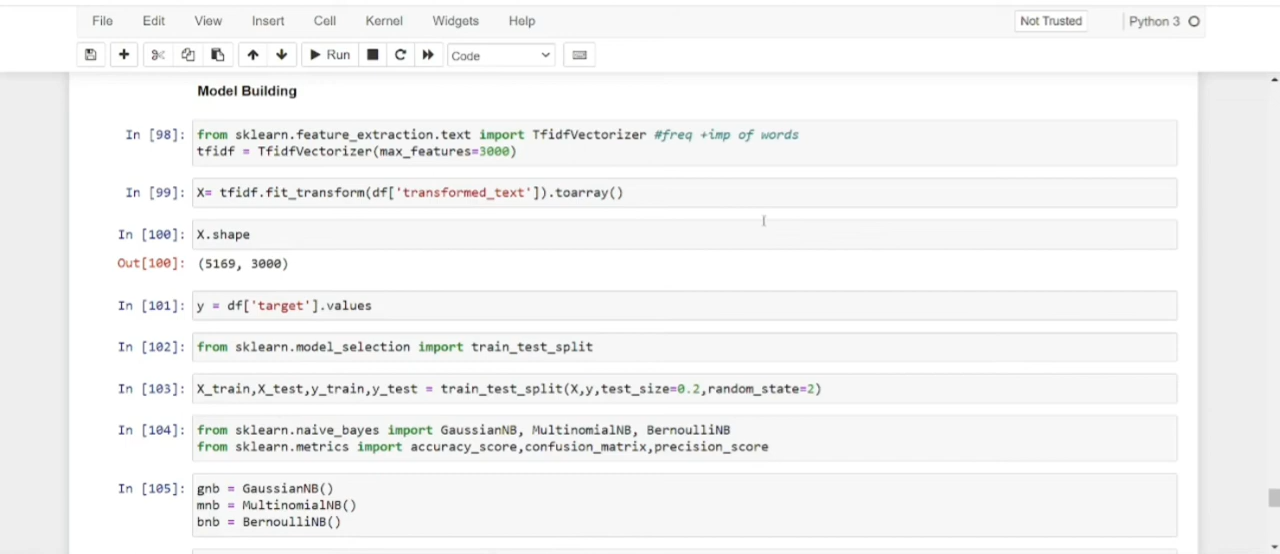 File Edit View Insert Cell Kernel Widgets Help Not Trusted Python 3
Run Code
Model Building
In [98]: from sklearn.feature_extraction.text import TfidfVectorizer #freq +imp of words
tfidf = TfidfVectorizer(max_features=3000)
In [99]: X= tfidf.fit_transform(df['transformed_text']).toarray()
In [100]: X.shape
Out[100]: (5169, 3000)
In [101]: y = df['target'].values
In [102]: from sklearn.model_selection import train_test_split
In [103]: X_train,X_test,y_train,y_test = train_test_split(X,y,test_size=0.2,random_state=2)
In [104]: from sklearn.naive_bayes import GaussianNB, MultinomialNB, BernoulliNB
from sklearn.metrics import accuracy_score,confusion_matrix,precision_score
In [105]: gnb = GaussianNB()
mnb = MultinomialNB()
bnb = BernoulliNB()